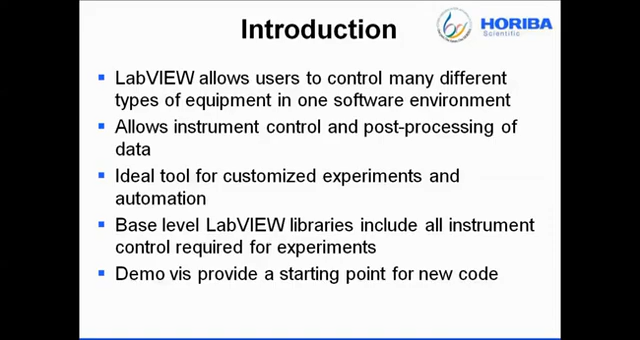 Introduction
HORIBA
Scientific
LabVIEW allows users to control many different
types of equipment in one software environment
Allows instrument control and post-processing of
data
Ideal tool for customized experiments and
automation
Base level LabVIEW libraries include all instrument
control required for experiments
Demo vis provide a starting point for new code